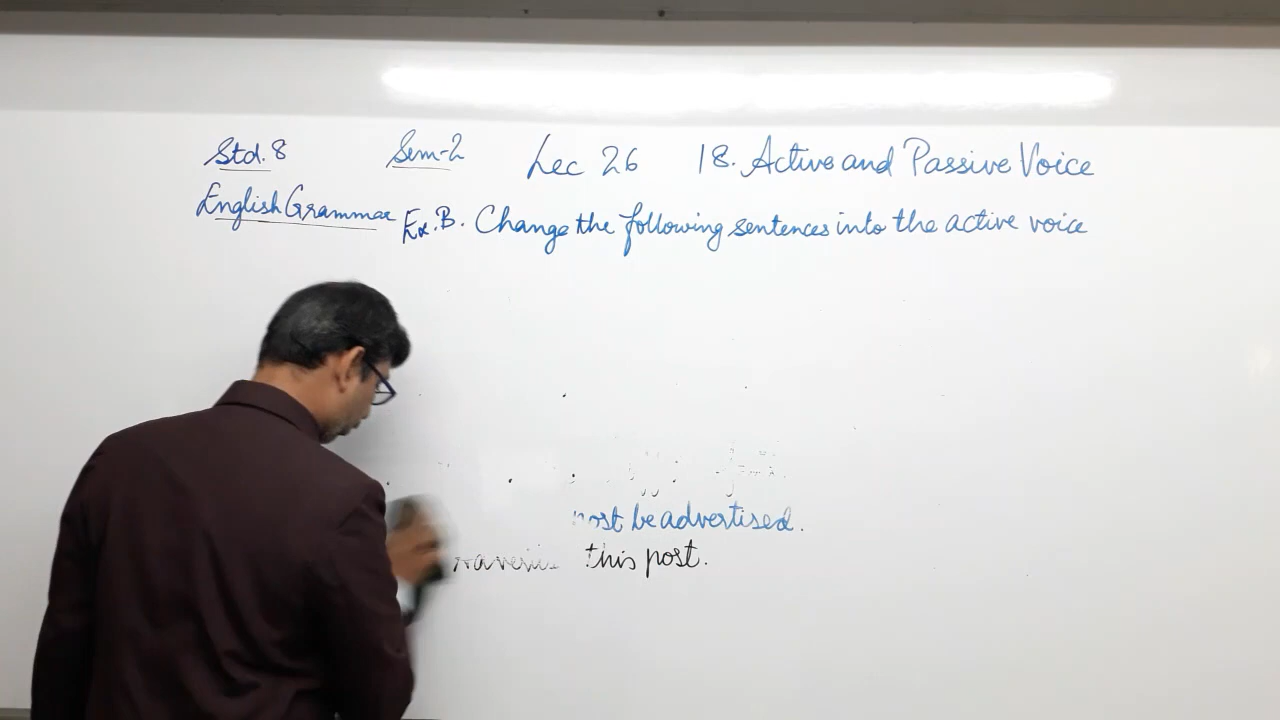 Std. 8 Sem-2 Lec 26 18. Active and Passive Voice
English Grammar Ex. B. Change the following sentences into the active voice
post be advertised.
this post.